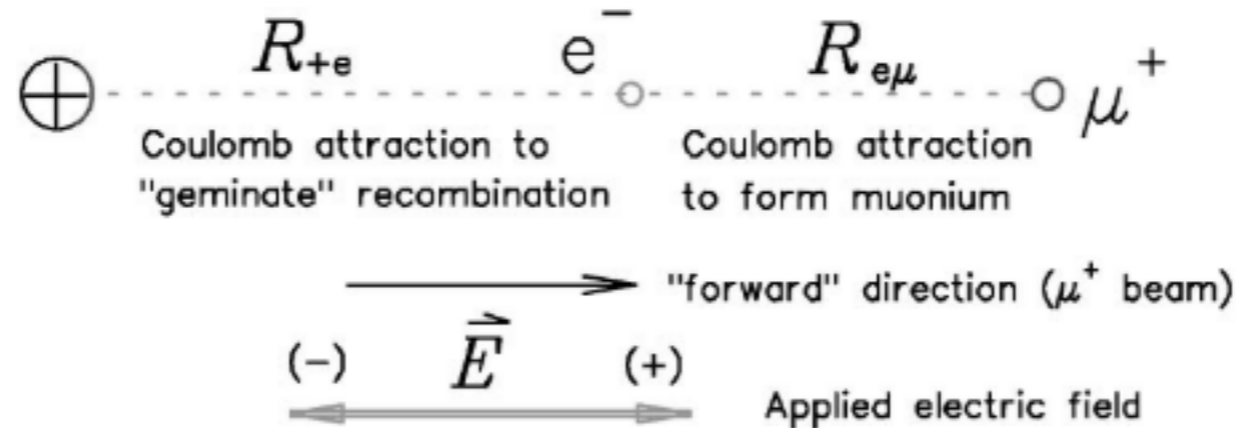 R+e e− Reμ μ+
Coulomb attraction to
"geminate" recombination
Coulomb attraction
to form muonium
"forward" direction (μ+ beam)
(−) E (+)
Applied electric field